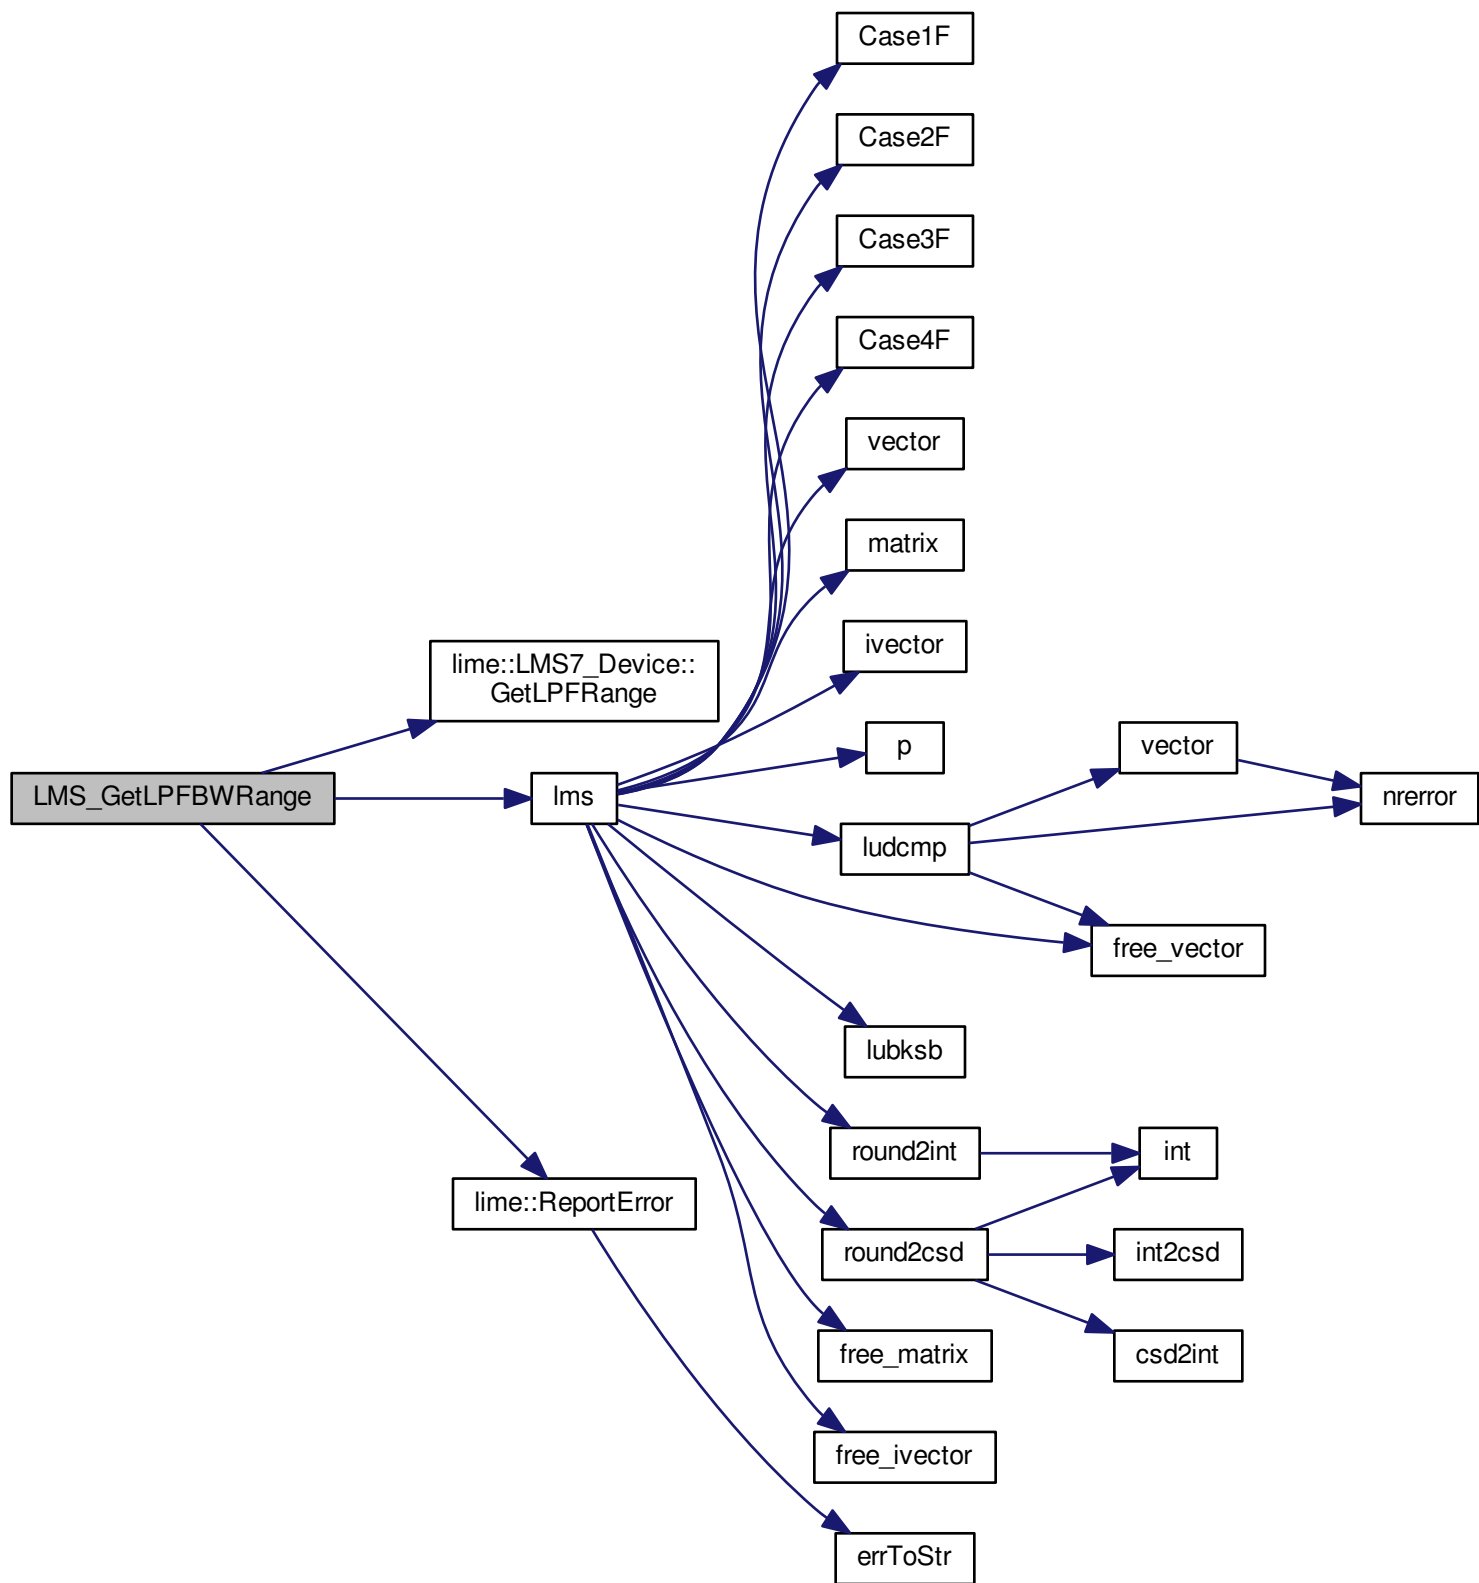 Case1F
Case2F
Case3F
Case4F
vector
matrix
ivector
lime::LMS7_Device::
GetLPFRange
p
vector
LMS_GetLPFBWRange
lms
nrerror
ludcmp
free_vector
lubksb
round2int
int
lime::ReportError
round2csd
int2csd
free_matrix
csd2int
free_ivector
errToStr